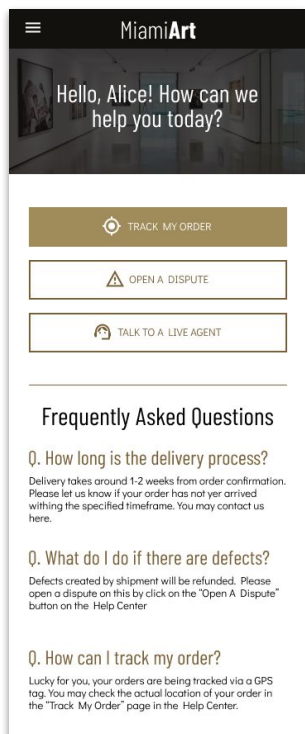 MiamiArt
Hello, Alice! How can we
help you today?
TRACK MY ORDER
OPEN A DISPUTE
TALK TO A LIVE AGENT
Frequently Asked Questions
Q. How long is the delivery process?
Delivery takes around 1-2 weeks from order confirmation.
Please let us know if your order has not yer arrived
withing the specified timeframe. You may contact us
here.
Q. What do I do if there are defects?
Defects created by shipment will be refunded. Please
open a dispute on this by click on the "Open A Dispute"
button on the Help Center
Q. How can I track my order?
Lucky for you, your orders are being tracked via a GPS
tag. You may check the actual location of your order in
the "Track My Order" page in the Help Center.